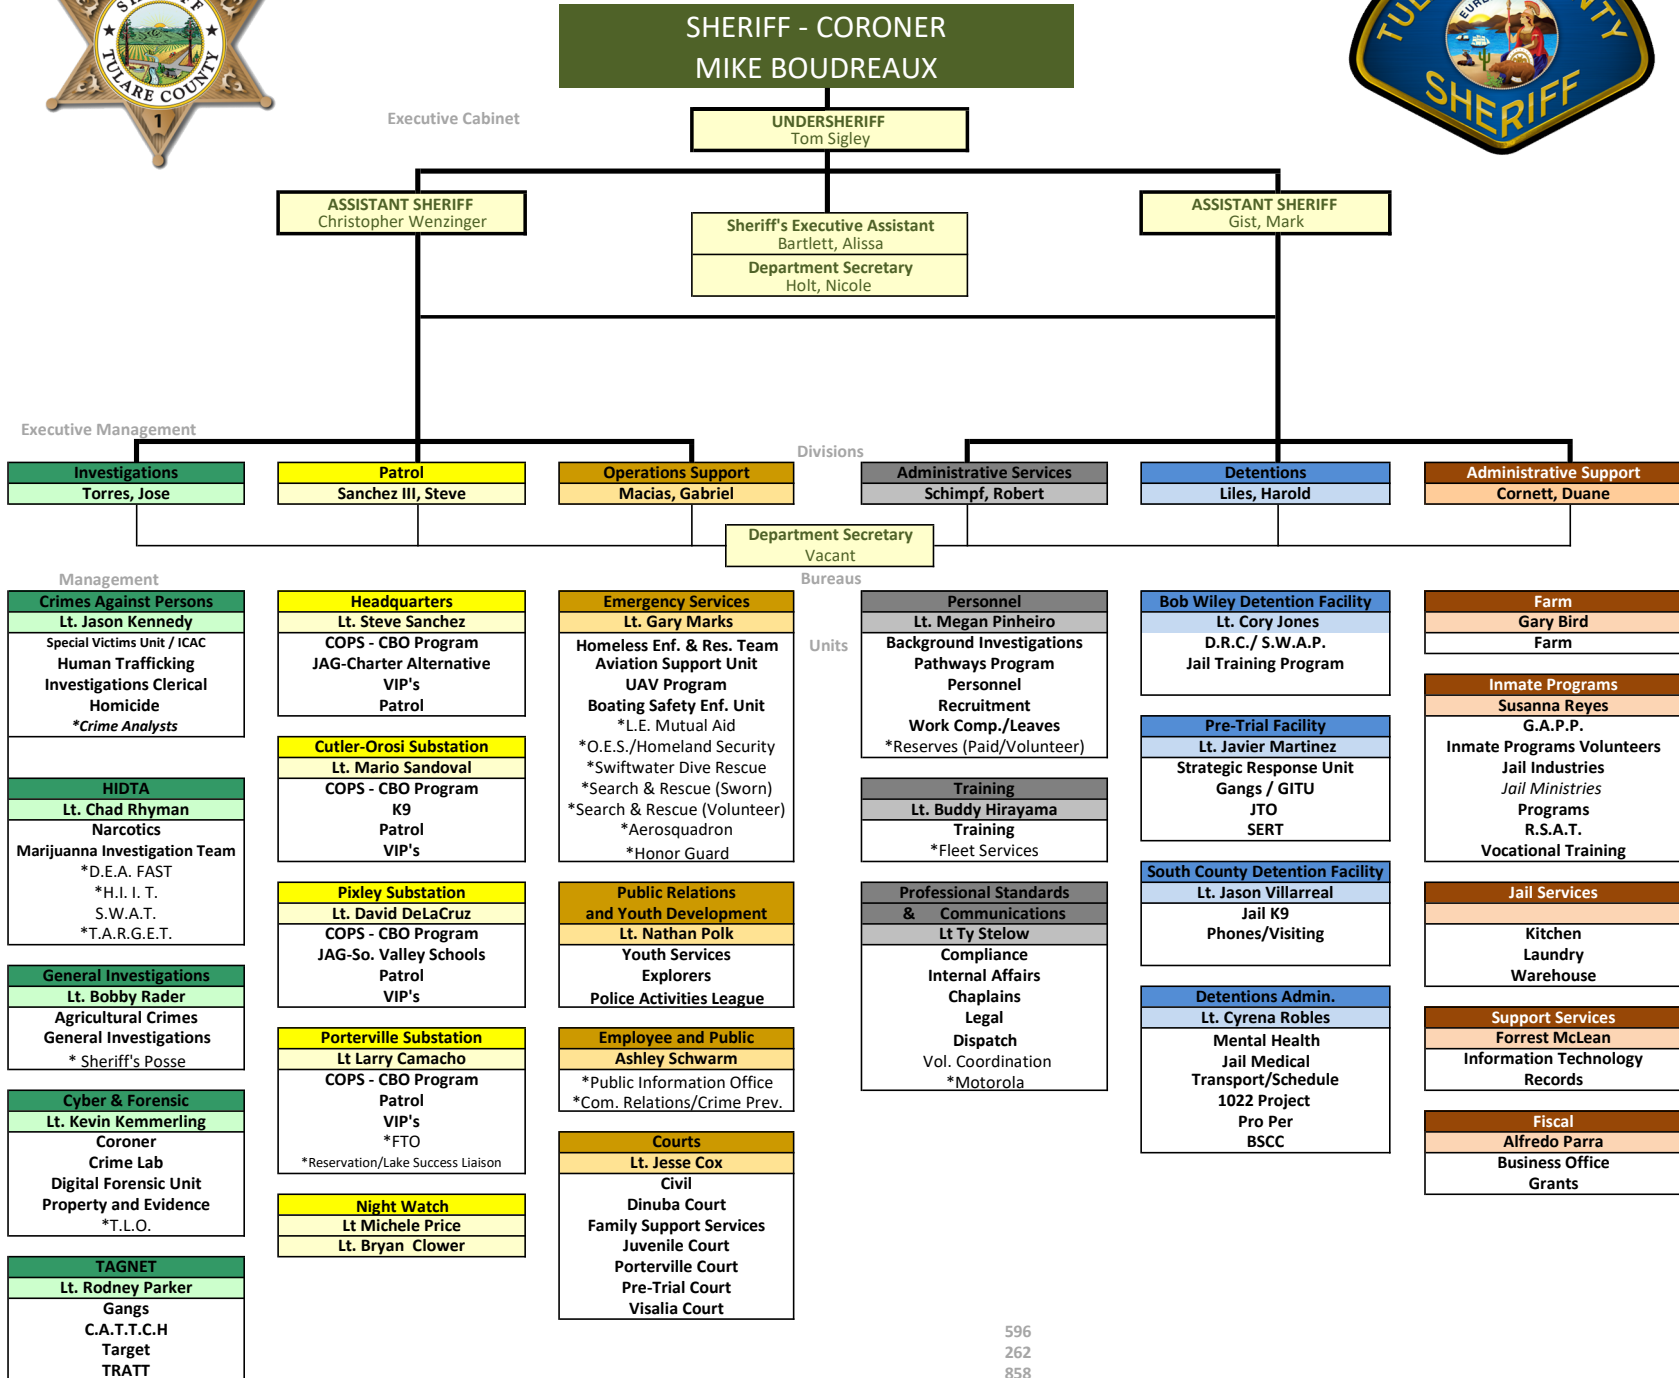 SHERIFF
TULARE COUNTY
1
SHERIFF - CORONER
MIKE BOUDREAUX
EUREKA
SHERIFF
Executive Cabinet
UNDERSHERIFF
Tom Sigley
ASSISTANT SHERIFF
Christopher Wenzinger
Sheriff's Executive Assistant
Bartlett, Alissa
Department Secretary
Holt, Nicole
ASSISTANT SHERIFF
Gist, Mark
Executive Management
Divisions
Investigations
Torres, Jose
Patrol
Sanchez III, Steve
Operations Support
Macias, Gabriel
Administrative Services
Schimpf, Robert
Detentions
Liles, Harold
Administrative Support
Cornett, Duane
Department Secretary
Vacant
Management
Bureaus
Units
Crimes Against Persons
Lt. Jason Kennedy
Special Victims Unit / ICAC
Human Trafficking
Investigations Clerical
Homicide
*Crime Analysts
HIDTA
Lt. Chad Rhyman
Narcotics
Marijuanna Investigation Team
*D.E.A. FAST
*H.I. I. T.
S.W.A.T.
*T.A.R.G.E.T.
General Investigations
Lt. Bobby Rader
Agricultural Crimes
General Investigations
* Sheriff's Posse
Cyber & Forensic
Lt. Kevin Kemmerling
Coroner
Crime Lab
Digital Forensic Unit
Property and Evidence
*T.L.O.
TAGNET
Lt. Rodney Parker
Gangs
C.A.T.T.C.H
Target
TRATT
Headquarters
Lt. Steve Sanchez
COPS - CBO Program
JAG-Charter Alternative
VIP's
Patrol
Cutler-Orosi Substation
Lt. Mario Sandoval
COPS - CBO Program
K9
Patrol
VIP's
Pixley Substation
Lt. David DeLaCruz
COPS - CBO Program
JAG-So. Valley Schools
Patrol
VIP's
Porterville Substation
Lt Larry Camacho
COPS - CBO Program
Patrol
VIP's
*FTO
*Reservation/Lake Success Liaison
Night Watch
Lt Michele Price
Lt. Bryan  Clower
Emergency Services
Lt. Gary Marks
Homeless Enf. & Res. Team
Aviation Support Unit
UAV Program
Boating Safety Enf. Unit
*L.E. Mutual Aid
*O.E.S./Homeland Security
*Swiftwater Dive Rescue
*Search & Rescue (Sworn)
*Search & Rescue (Volunteer)
*Aerosquadron
*Honor Guard
Public Relations
and Youth Development
Lt. Nathan Polk
Youth Services
Explorers
Police Activities League
Employee and Public
Ashley Schwarm
*Public Information Office
*Com. Relations/Crime Prev.
Courts
Lt. Jesse Cox
Civil
Dinuba Court
Family Support Services
Juvenile Court
Porterville Court
Pre-Trial Court
Visalia Court
Personnel
Lt. Megan Pinheiro
Background Investigations
Pathways Program
Personnel
Recruitment
Work Comp./Leaves
*Reserves (Paid/Volunteer)
Training
Lt. Buddy Hirayama
Training
*Fleet Services
Professional Standards
& Communications
Lt Ty Stelow
Compliance
Internal Affairs
Chaplains
Legal
Dispatch
Vol. Coordination
*Motorola
Bob Wiley Detention Facility
Lt. Cory Jones
D.R.C./ S.W.A.P.
Jail Training Program
Pre-Trial Facility
Lt. Javier Martinez
Strategic Response Unit
Gangs / GITU
JTO
SERT
South County Detention Facility
Lt. Jason Villarreal
Jail K9
Phones/Visiting
Detentions Admin.
Lt. Cyrena Robles
Mental Health
Jail Medical
Transport/Schedule
1022 Project
Pro Per
BSCC
Farm
Gary Bird
Farm
Inmate Programs
Susanna Reyes
G.A.P.P.
Inmate Programs Volunteers
Jail Industries
Jail Ministries
Programs
R.S.A.T.
Vocational Training
Jail Services
Kitchen
Laundry
Warehouse
Support Services
Forrest McLean
Information Technology
Records
Fiscal
Alfredo Parra
Business Office
Grants
596
262
858